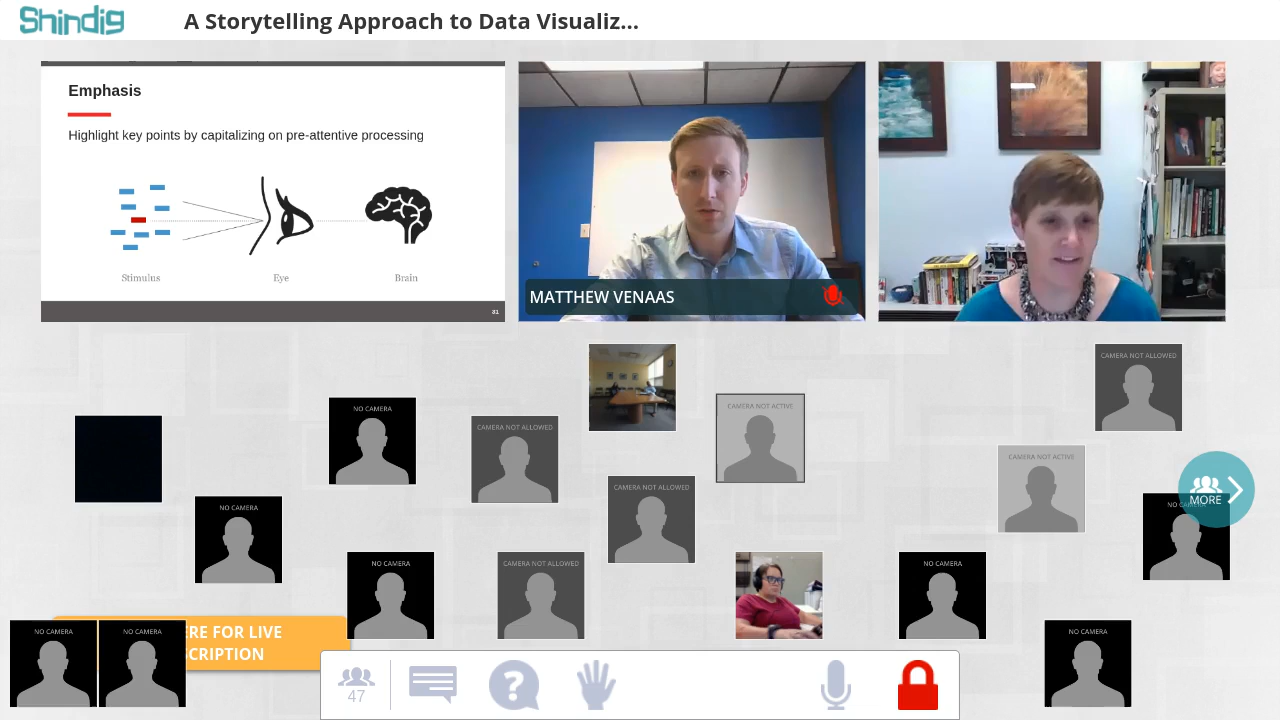 Shindig
A Storytelling Approach to Data Visualiz...
Emphasis
Highlight key points by capitalizing on pre-attentive processing
Stimulus
Eye
Brain
31
MATTHEW VENAAS
CAMERA NOT ALLOWED
NO CAMERA
CAMERA NOT ACTIVE
CAMERA NOT ALLOWED
CAMERA NOT ACTIVE
CAMERA NOT ALLOWED
NO CAMERA
NO CAMERA
MORE
NO CAMERA
CAMERA NOT ALLOWED
NO CAMERA
NO CAMERA
NO CAMERA
NO CAMERA
FOR LIVE
47